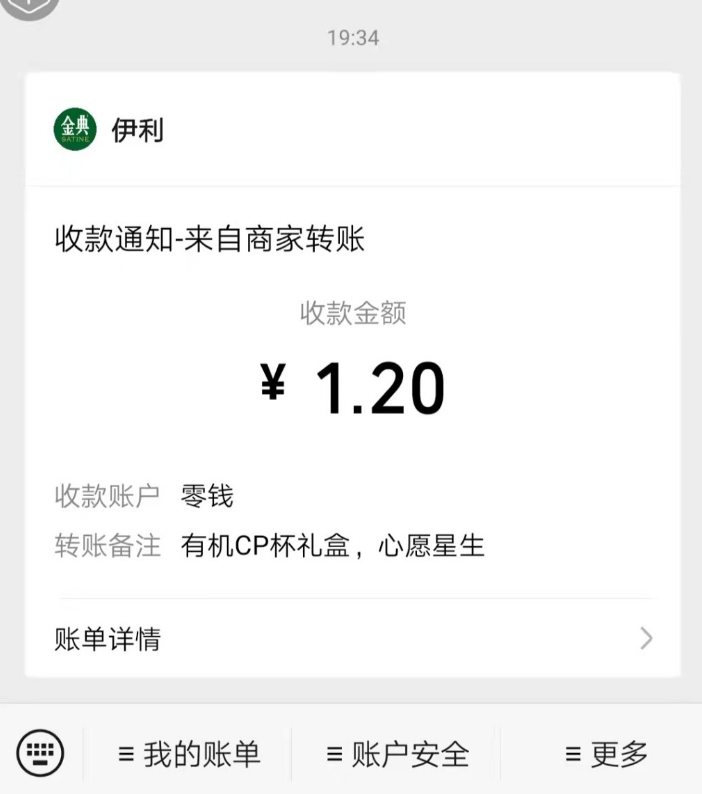 19:34
金典
SATINE
伊利
收款通知-来自商家转账
收款金额
¥ 1.20
收款账户 零钱
转账备注 有机CP杯礼盒，心愿星生
账单详情
我的账单 账户安全 更多